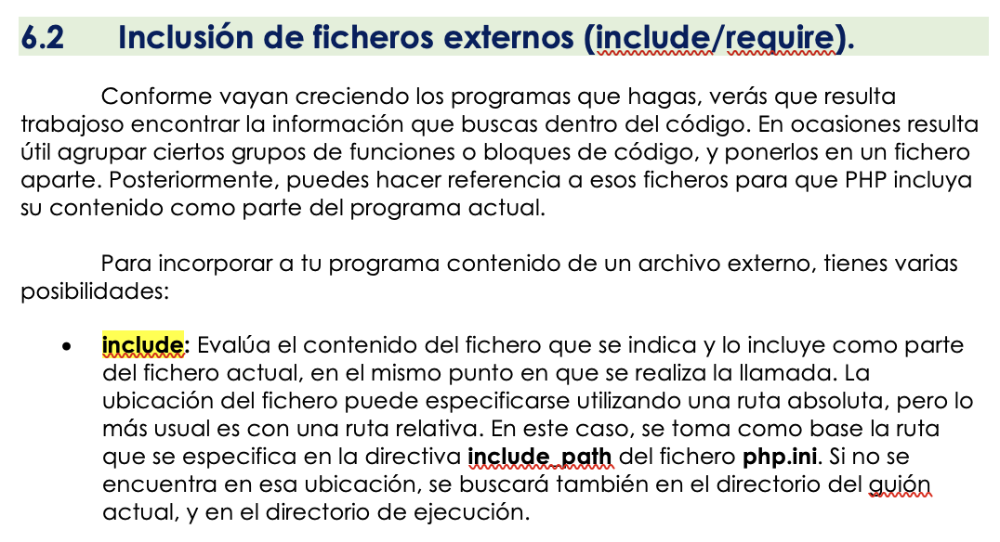 6.2 Inclusión de ficheros externos (include/require).
Conforme vayan creciendo los programas que hagas, verás que resulta
trabajoso encontrar la información que buscas dentro del código. En ocasiones resulta
útil agrupar ciertos grupos de funciones o bloques de código, y ponerlos en un fichero
aparte. Posteriormente, puedes hacer referencia a esos ficheros para que PHP incluya
su contenido como parte del programa actual.
Para incorporar a tu programa contenido de un archivo externo, tienes varias
posibilidades:
• include: Evalúa el contenido del fichero que se indica y lo incluye como parte
del fichero actual, en el mismo punto en que se realiza la llamada. La
ubicación del fichero puede especificarse utilizando una ruta absoluta, pero lo
más usual es con una ruta relativa. En este caso, se toma como base la ruta
que se especifica en la directiva include_path del fichero php.ini. Si no se
encuentra en esa ubicación, se buscará también en el directorio del guión
actual, y en el directorio de ejecución.